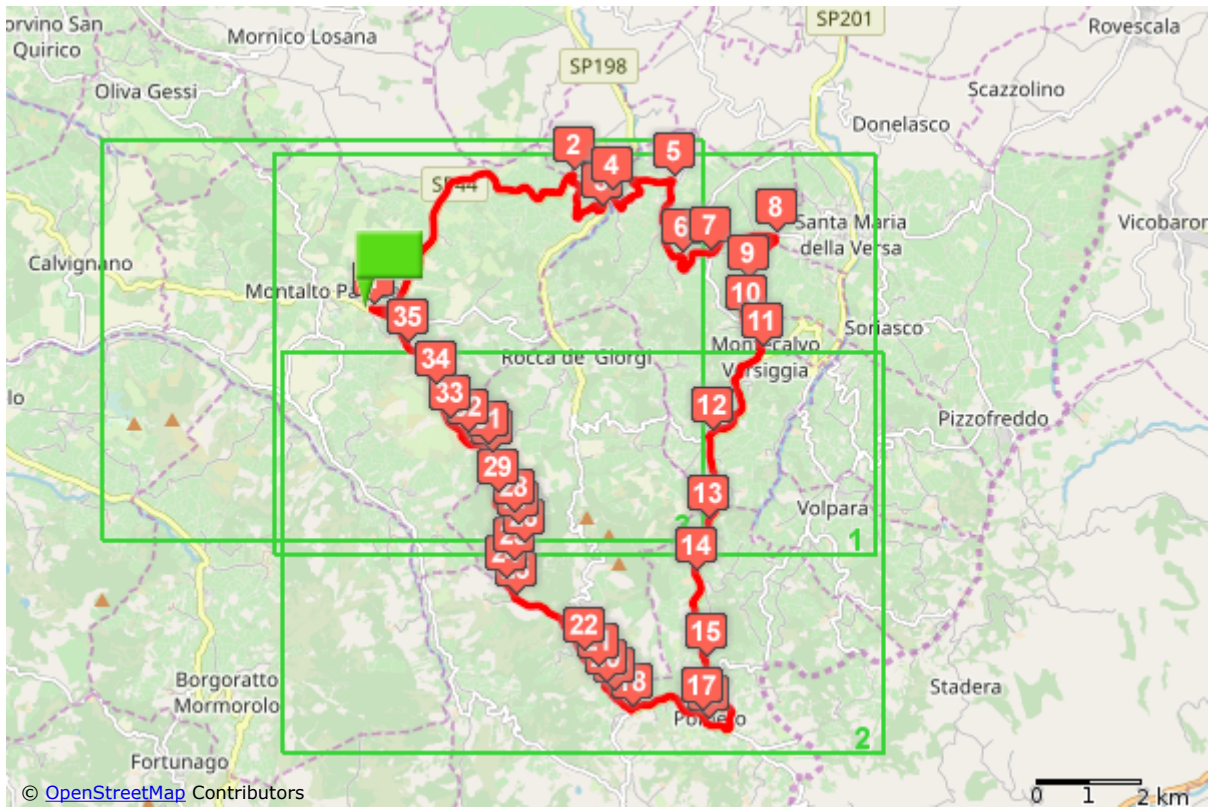 orvino San
Quirico
Mornico Losana
SP201
Rovescala
SP198
Oliva Gessi
Scazzolino
Donelasco
2
4
5
8
6
7
Santa Maria
della Versa
Vicobaron
Calvignano
9
Montalto Pa
10
35
11
Soriasco
Rocca de' Giorgi
Versiggia
34
33
12
Pizzofreddo
29
28
13
Volpara
1
14
22
15
Borgoratto
Mormorolo
17
18
Stadera
2
Fortunago
© OpenStreetMap Contributors
0 1 2 km